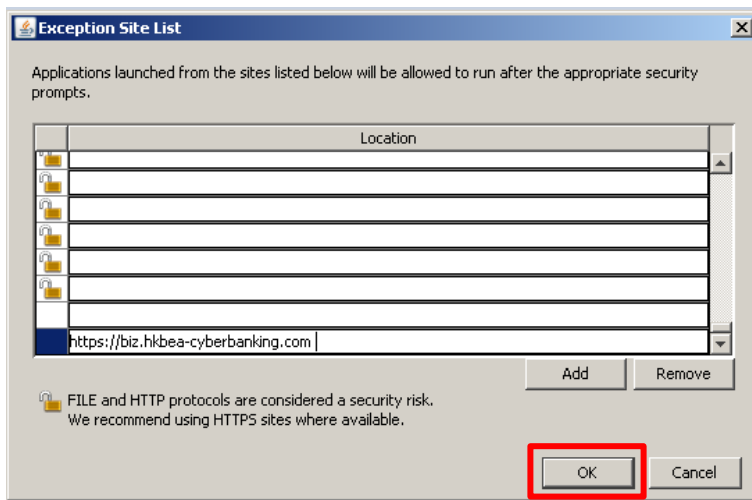 Exception Site List
Applications launched from the sites listed below will be allowed to run after the appropriate security
prompts.
Location
https://biz.hkbea-cyberbanking.com
Add Remove
FILE and HTTP protocols are considered a security risk.
We recommend using HTTPS sites where available.
OK Cancel